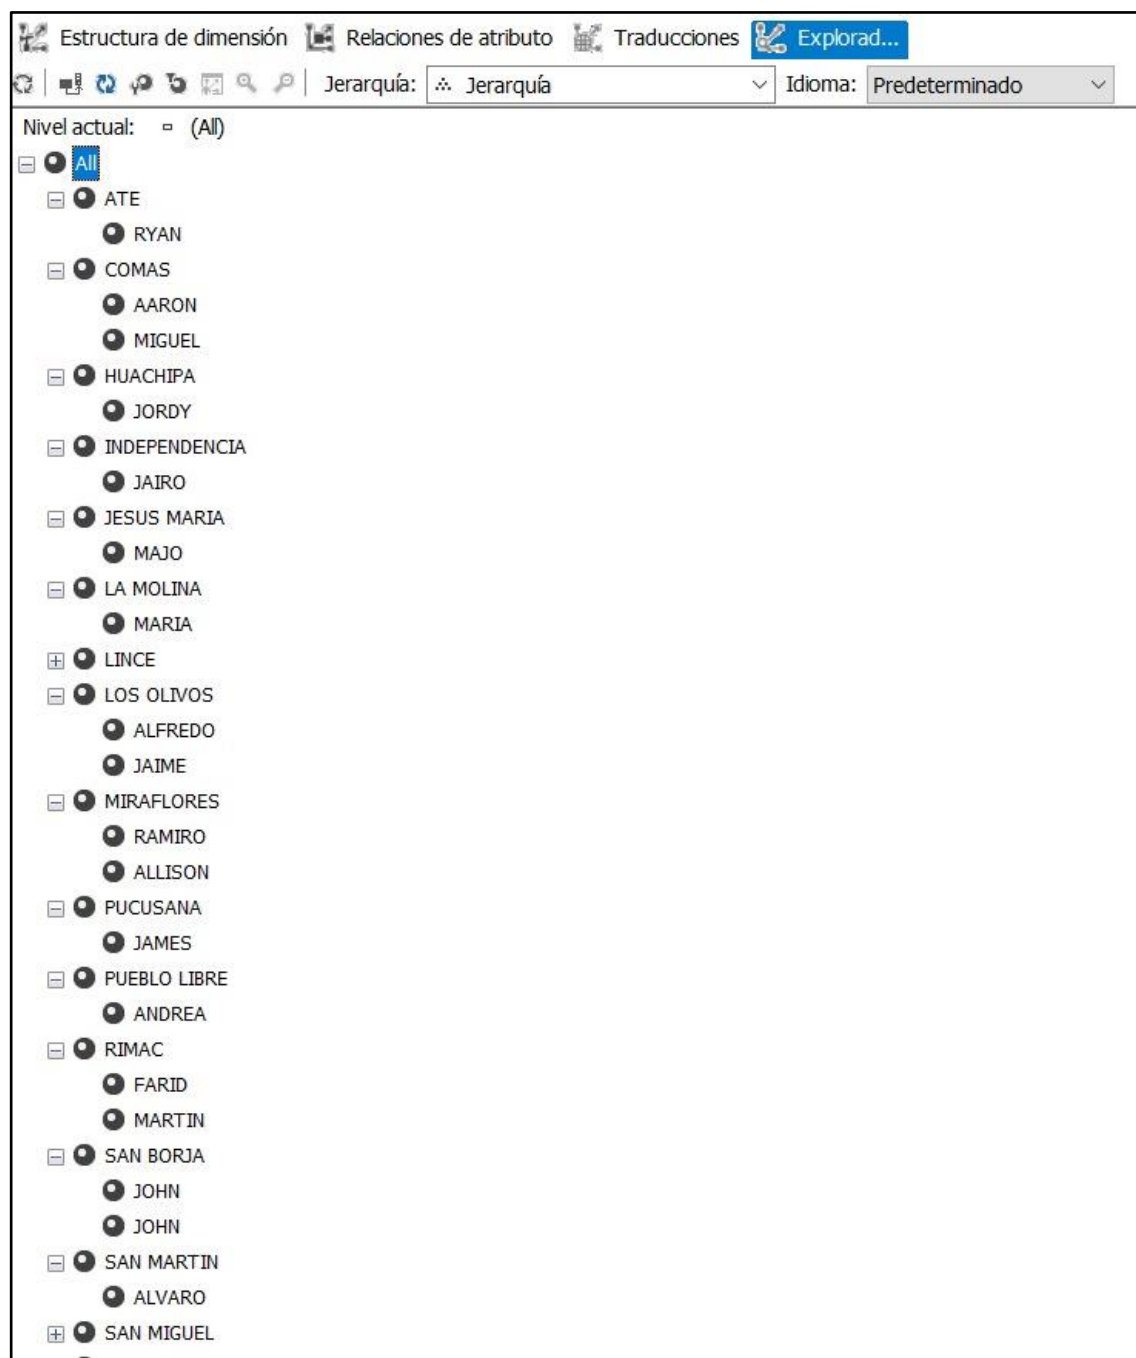 Estructura de dimensión Relaciones de atributo Traducciones Explorad...
Jerarquía: Jerarquía Idioma: Predeterminado
Nivel actual: (All)
All
ATE
RYAN
COMAS
AARON
MIGUEL
HUACHIPA
JORDY
INDEPENDENCIA
JAIRO
JESUS MARIA
MAJO
LA MOLINA
MARIA
LINCE
LOS OLIVOS
ALFREDO
JAIME
MIRAFLORES
RAMIRO
ALLISON
PUCUSANA
JAMES
PUEBLO LIBRE
ANDREA
RIMAC
FARID
MARTIN
SAN BORJA
JOHN
JOHN
SAN MARTIN
ALVARO
SAN MIGUEL